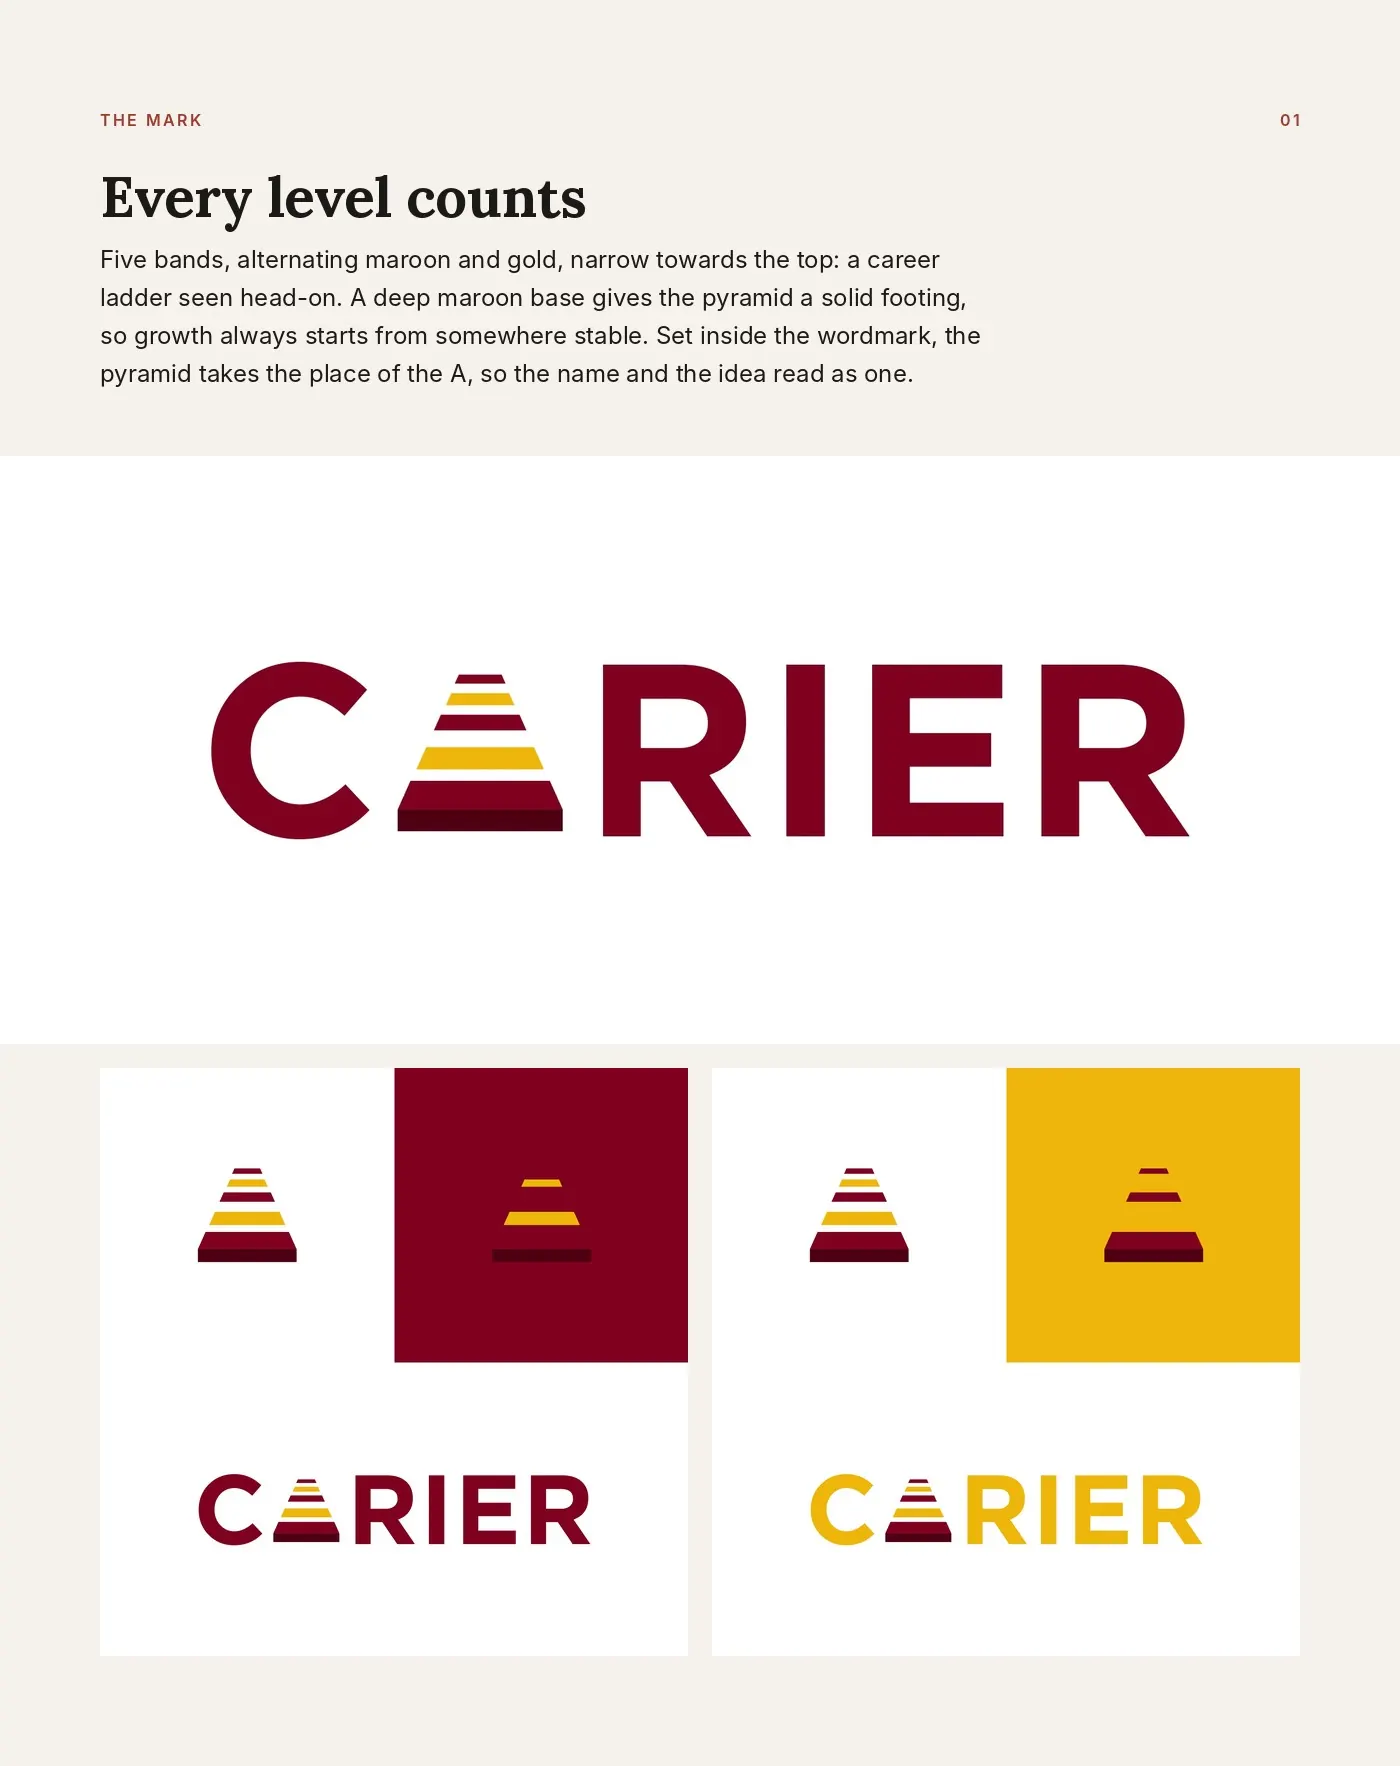 THE MARK
01
Every level counts
Five bands, alternating maroon and gold, narrow towards the top: a career
ladder seen head-on. A deep maroon base gives the pyramid a solid footing,
so growth always starts from somewhere stable. Set inside the wordmark, the
pyramid takes the place of the A, so the name and the idea read as one.
CARIER
CARIER
CARIER